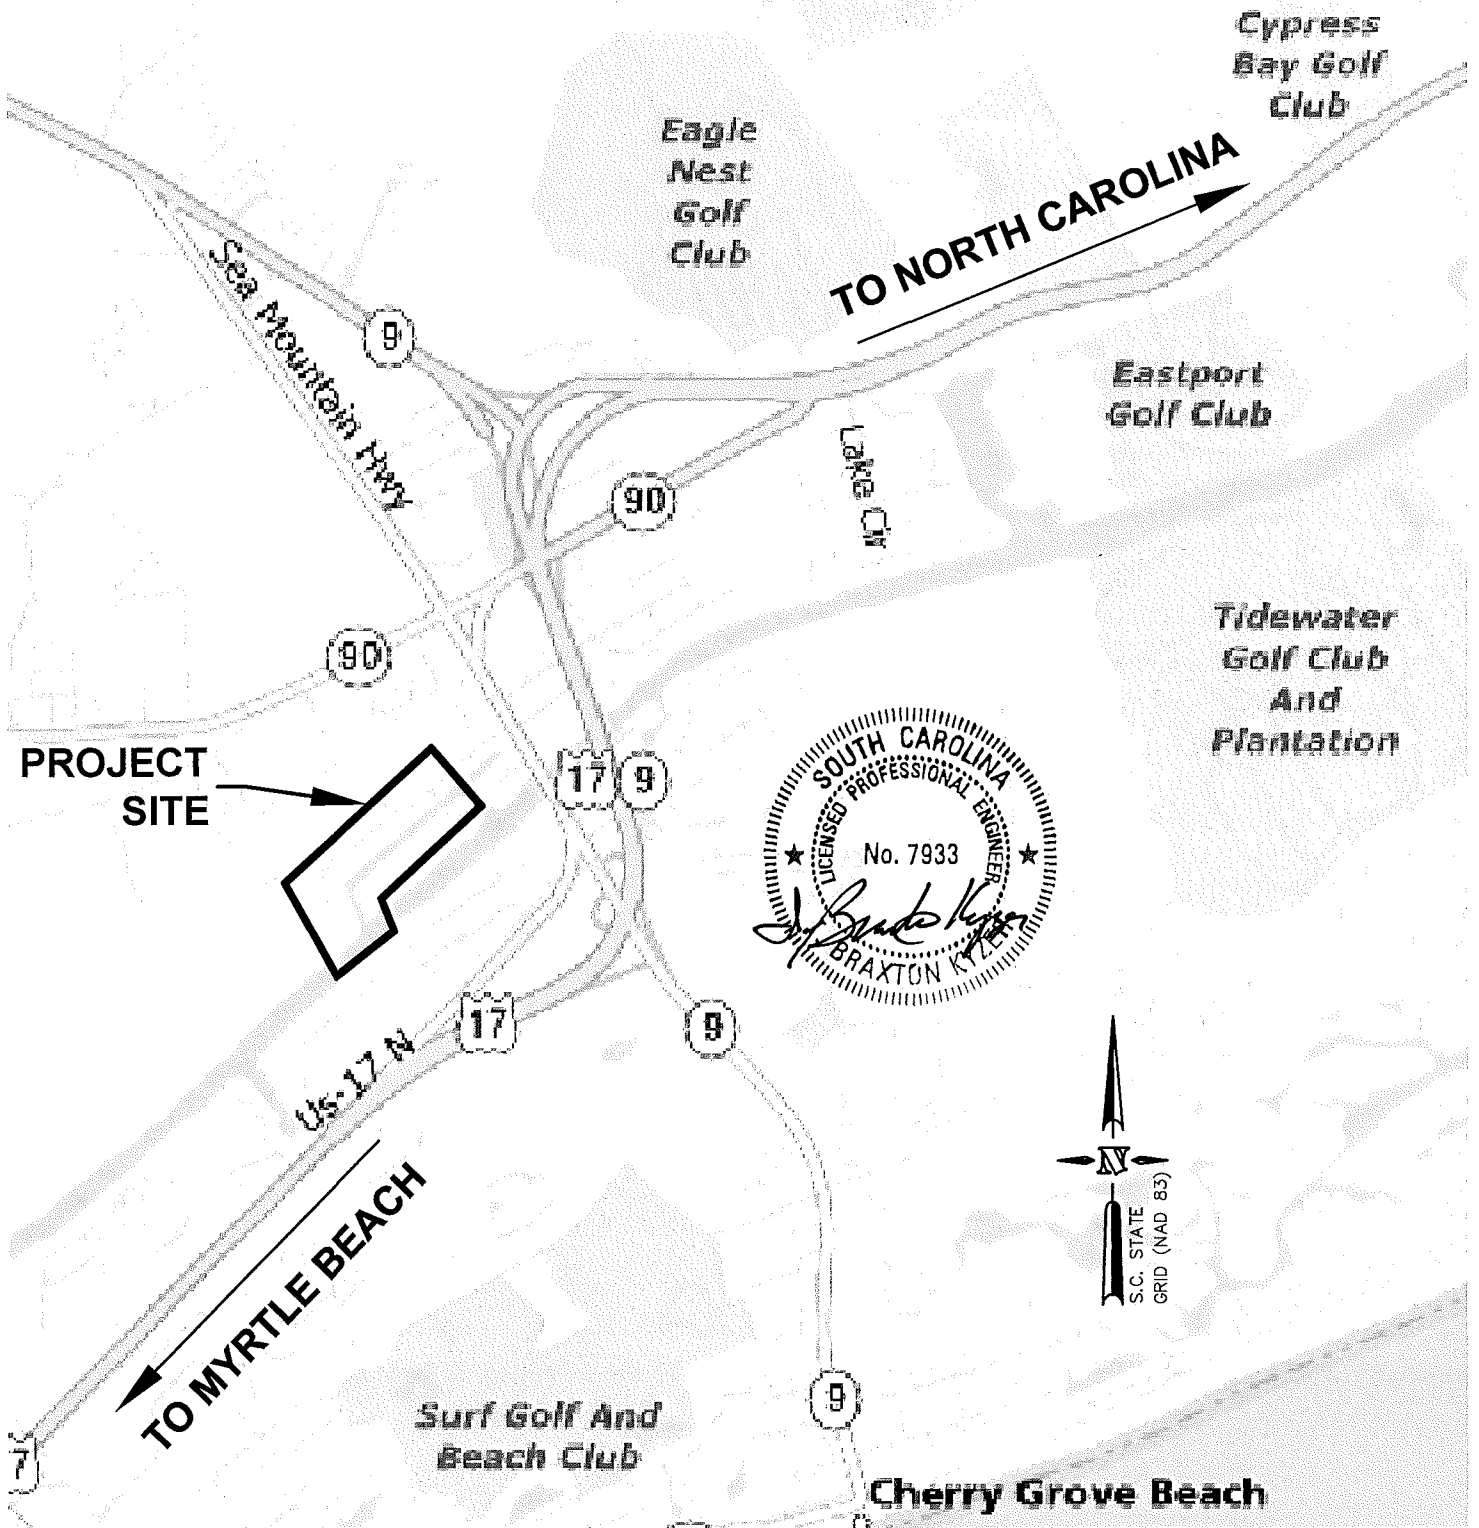 Cypress
Bay Golf
Club
Eagle
Nest
Golf
Club
TO NORTH CAROLINA
Sea Mountain Hwy
9
Eastport
Golf Club
Lake Cir
90
90
Tidewater
Golf Club
And
Plantation
PROJECT
SITE
17
9
SOUTH CAROLINA
LICENSED PROFESSIONAL ENGINEER
No. 7933
BRAXTON KYZER
17
9
Us-17 N
TO MYRTLE BEACH
N
S.C. STATE
GRID (NAD 83)
9
Surf Golf And
Beach Club
7
Cherry Grove Beach